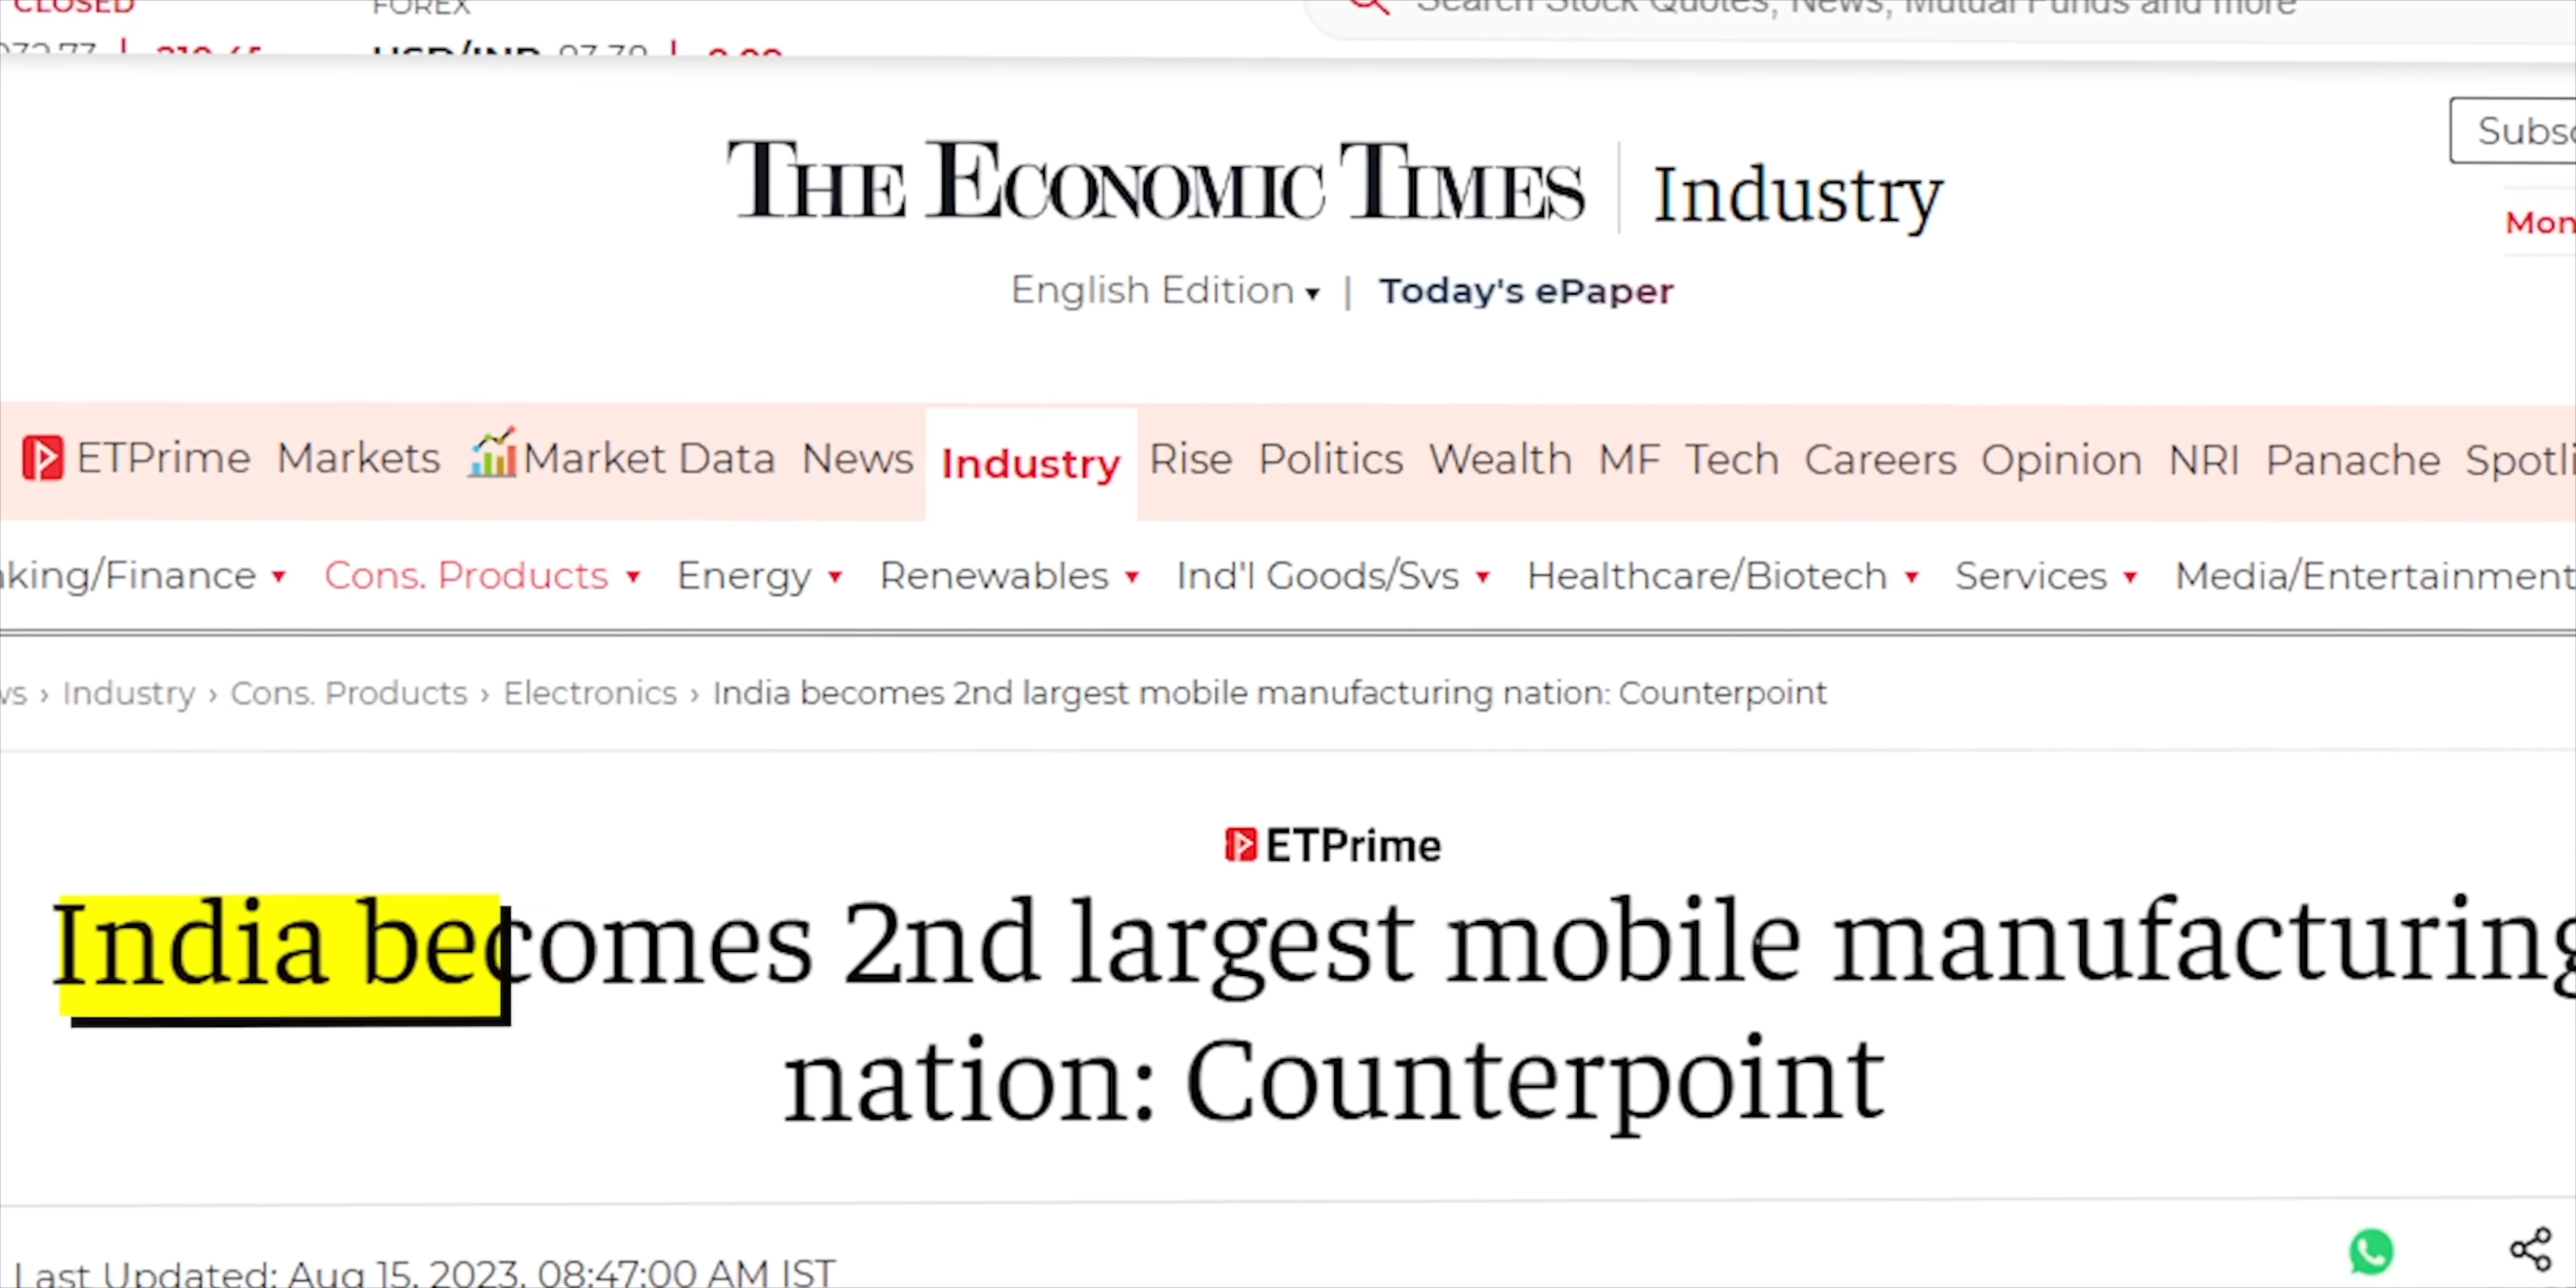 CLOSED
FOREX
Search Stock Quotes, News, Mutual Funds and more
USD/INR
THE ECONOMIC TIMES | Industry
English Edition ▾ | Today's ePaper
ETPrime Markets Market Data News Industry Rise Politics Wealth MF Tech Careers Opinion NRI Panache
Cons. Products ▾ Energy ▾ Renewables ▾ Ind'l Goods/Svs ▾ Healthcare/Biotech ▾ Services ▾ Media/Entertainment
› Industry › Cons. Products › Electronics › India becomes 2nd largest mobile manufacturing nation: Counterpoint
ETPrime
India becomes 2nd largest mobile manufacturing
nation: Counterpoint
Last Updated: Aug 15, 2023, 08:47:00 AM IST